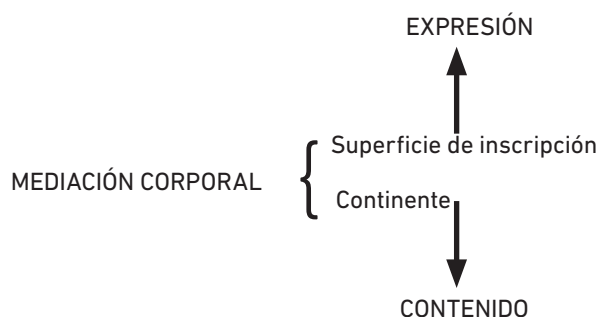 EXPRESIÓN
Superficie de inscripción
MEDIACIÓN CORPORAL
Continente
CONTENIDO